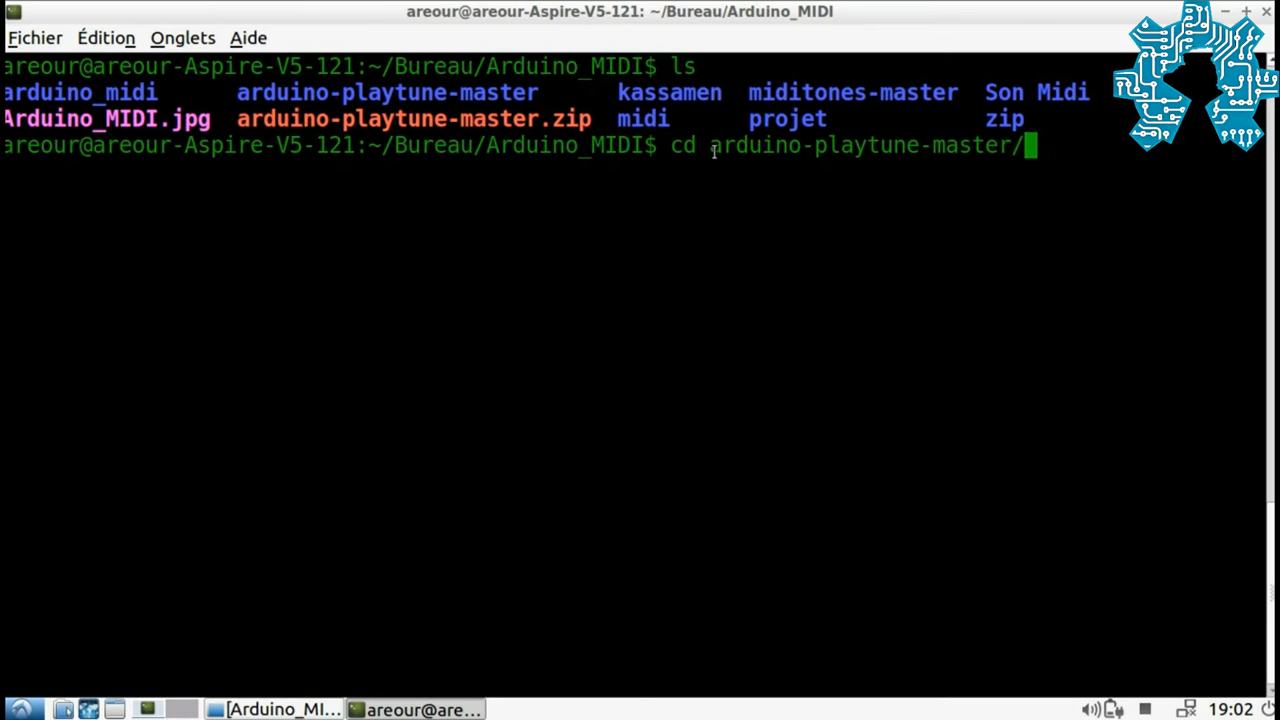 areour@areour-Aspire-V5-121: ~/Bureau/Arduino_MIDI
Fichier Édition Onglets Aide
areour@areour-Aspire-V5-121:~/Bureau/Arduino_MIDI$ ls
arduino_midi arduino-playtune-master kassamen miditones-master Son Midi
Arduino_MIDI.jpg arduino-playtune-master.zip midi projet zip
areour@areour-Aspire-V5-121:~/Bureau/Arduino_MIDI$ cd arduino-playtune-master/
[Arduino_MI... areour@are... 19:02